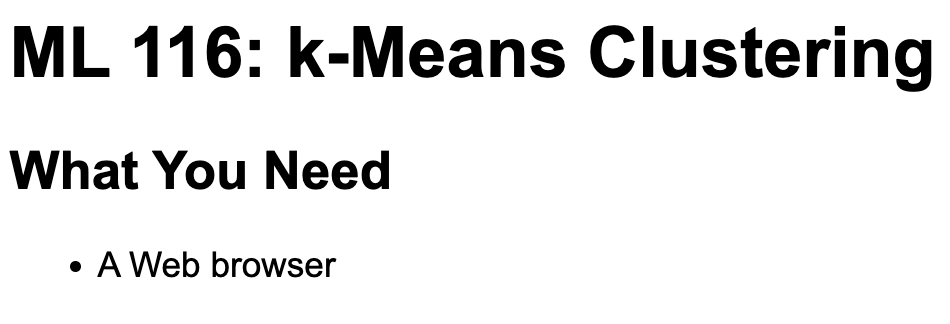 ML 116: k-Means Clustering
What You Need
• A Web browser